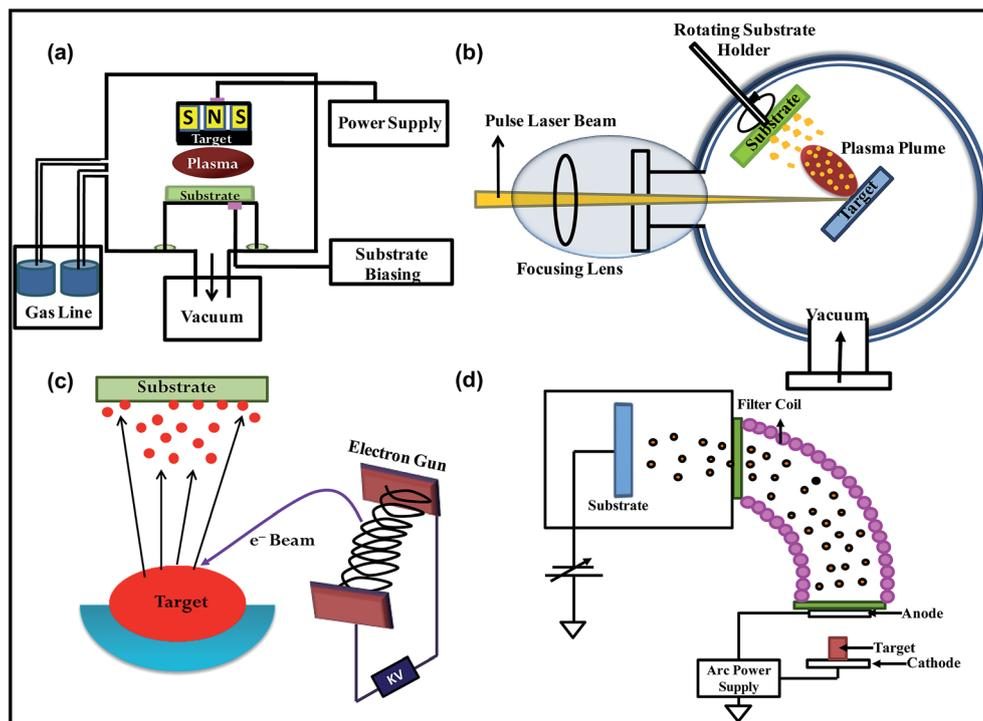 (a)
S N S
Target
Plasma
Substrate
Power Supply
Substrate
Biasing
Gas Line
Vacuum
(b)
Rotating Substrate
Holder
Pulse Laser Beam
Substrate
Plasma Plume
Target
Focusing Lens
Vacuum
(c)
Substrate
Electron Gun
e⁻ Beam
Target
KV
(d)
Filter Coil
Substrate
Anode
Target
Cathode
Arc Power
Supply